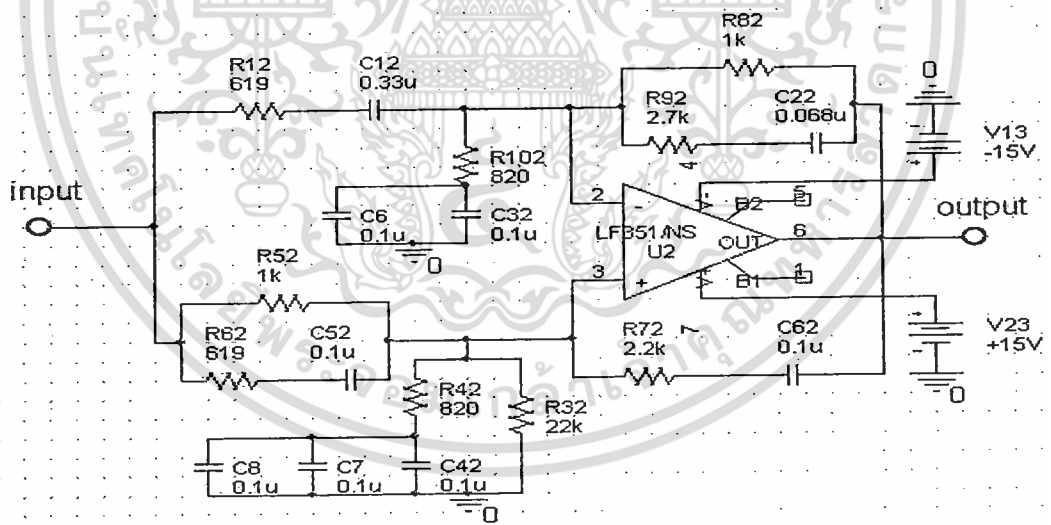 R82
1k
R12
619
C12
0.33u
0
R92
2.7k
C22
0.068u
V13
-15V
R102
820
4
input
C6
0.1u
C32
0.1u
0
2
-
B2
5
LF351/NS
U2
OUT
6
output
R52
1k
3
+
B1
1
R62
619
C52
0.1u
R72
2.2k
7
C62
0.1u
V23
+15V
0
R42
820
R32
22k
C8
0.1u
C7
0.1u
C42
0.1u
0